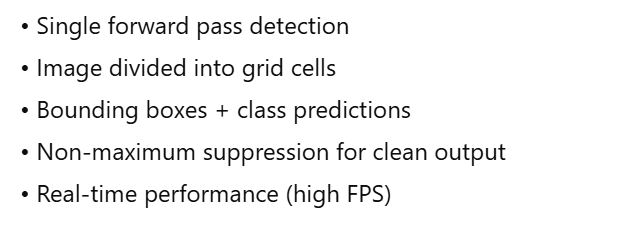 • Single forward pass detection
• Image divided into grid cells
• Bounding boxes + class predictions
• Non-maximum suppression for clean output
• Real-time performance (high FPS)